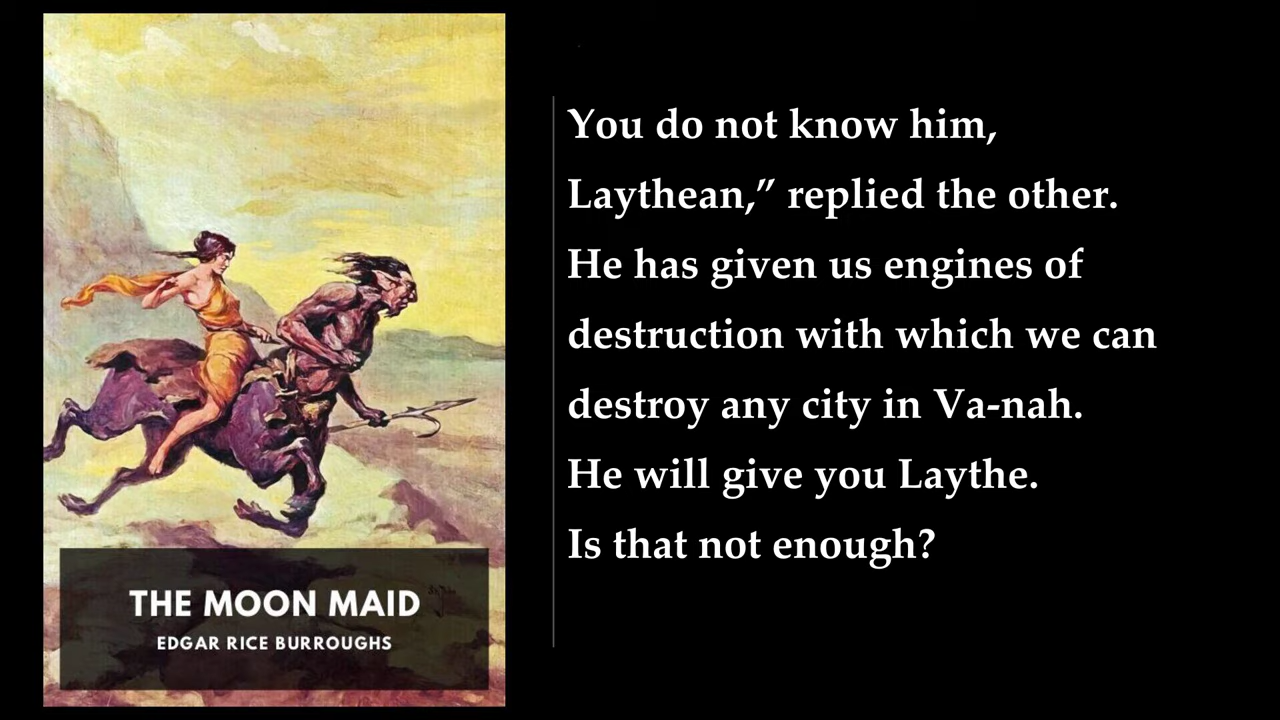 You do not know him,
Laythean,” replied the other.
He has given us engines of
destruction with which we can
destroy any city in Va-nah.
He will give you Laythe.
Is that not enough?
THE MOON MAID
EDGAR RICE BURROUGHS